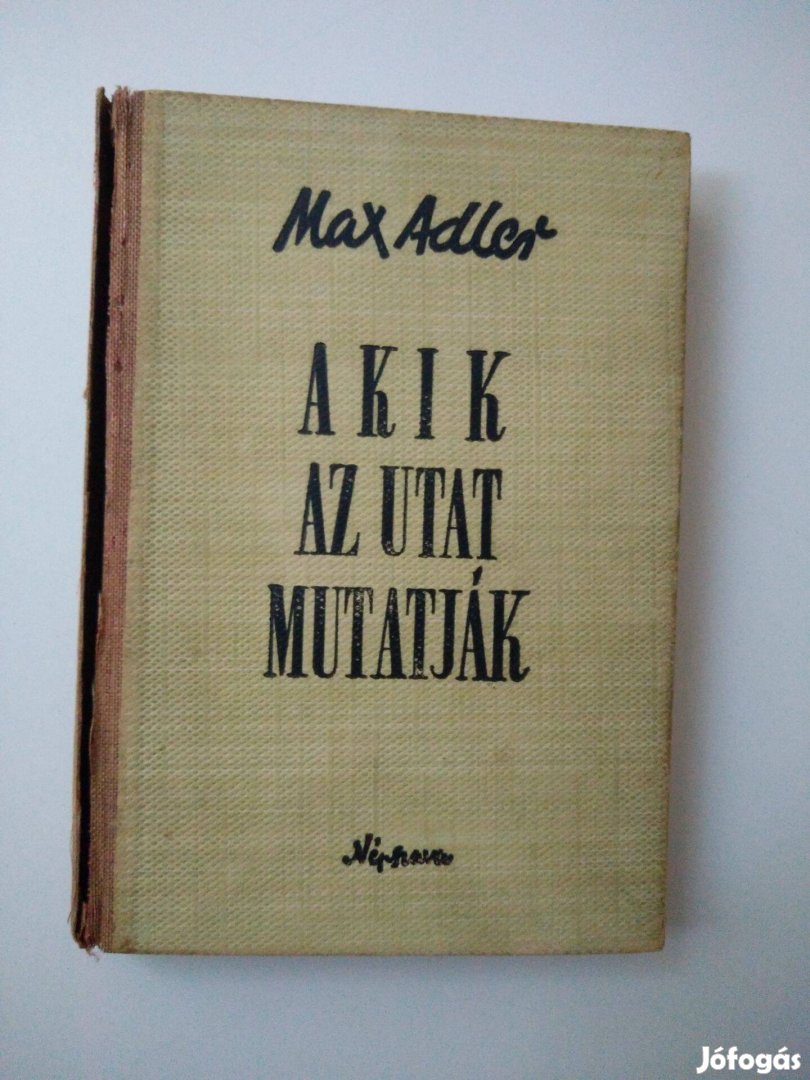 Max Adler
AKIK
AZ UTAT
MUTATJÁK
Népszava
Jófogás